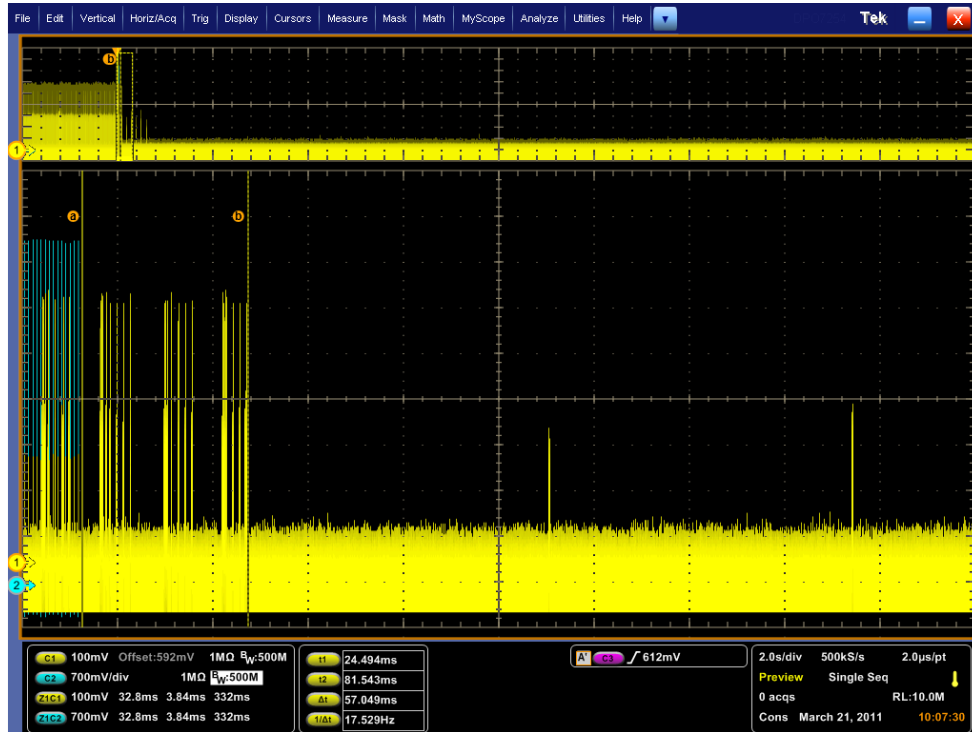 File Edit Vertical Horiz/Acq Trig Display Cursors Measure Mask Math MyScope Analyze Utilities Help Tek X
b
1
a b
1
2
C1 100mV Offset:592mV 1MΩ BW:500M
C2 700mV/div 1MΩ BW:500M
Z1C1 100mV 32.8ms 3.84ms 332ms
Z1C2 700mV 32.8ms 3.84ms 332ms
t1 24.494ms
t2 81.543ms
Δt 57.049ms
1/Δt 17.529Hz
A' C3 612mV
2.0s/div 500kS/s 2.0µs/pt
Preview Single Seq
0 acqs RL:10.0M
Cons March 21, 2011 10:07:30